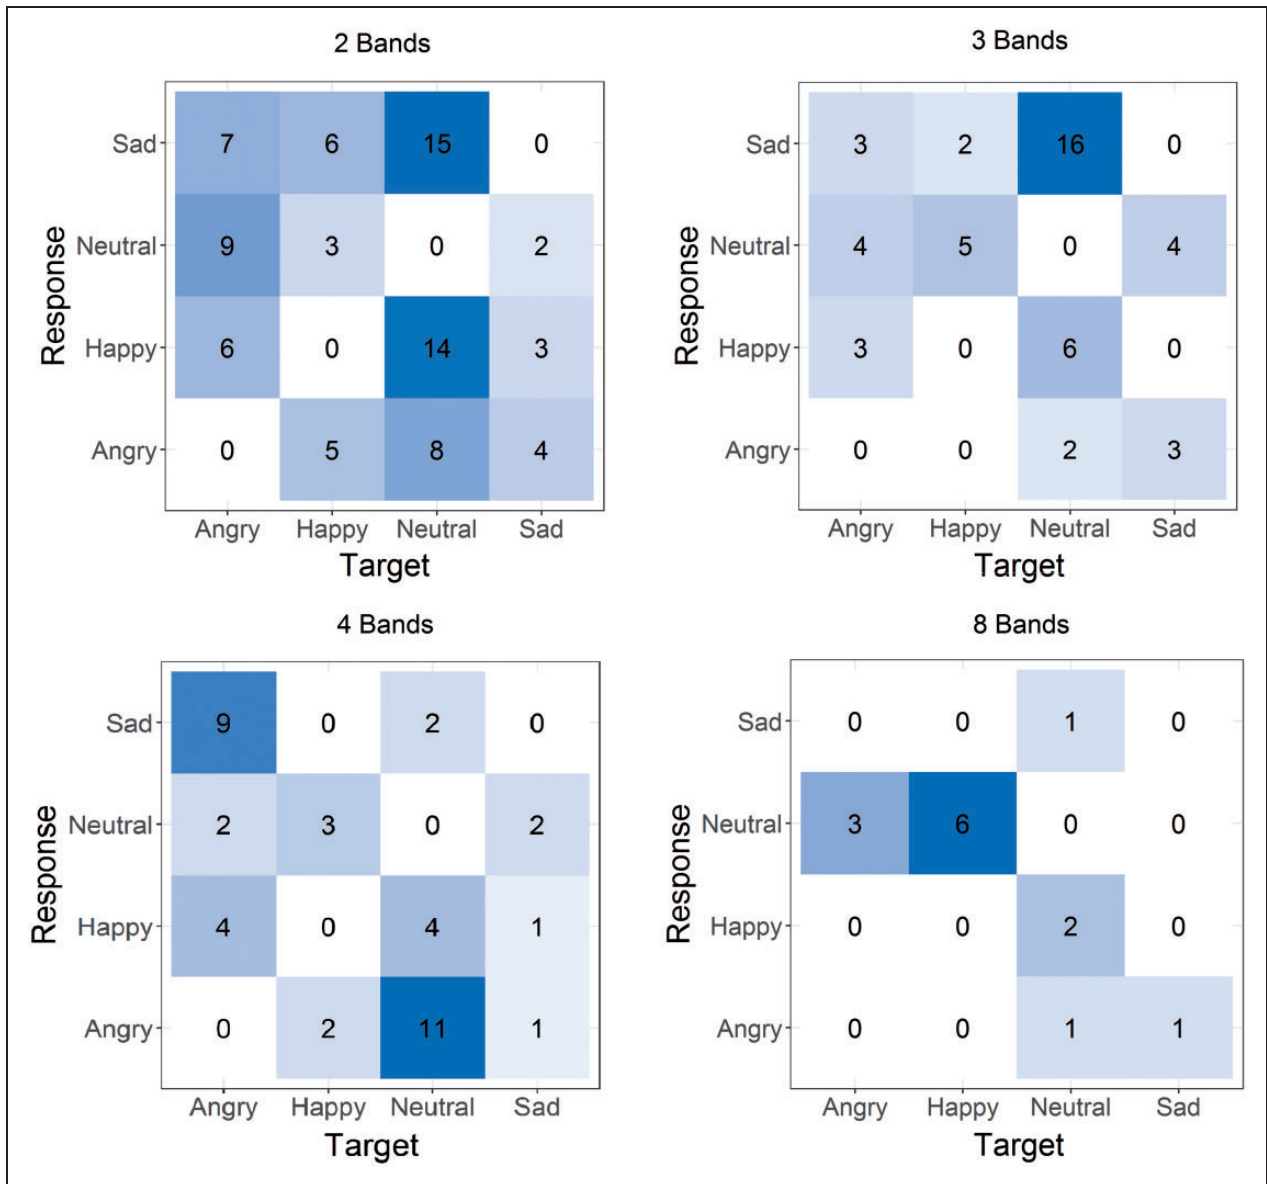 2 Bands
3 Bands
Response
Sad 7 6 15 0
Neutral 9 3 0 2
Happy 6 0 14 3
Angry 0 5 8 4
Angry Happy Neutral Sad
Target
Response
Sad 3 2 16 0
Neutral 4 5 0 4
Happy 3 0 6 0
Angry 0 0 2 3
Angry Happy Neutral Sad
Target
4 Bands
8 Bands
Response
Sad 9 0 2 0
Neutral 2 3 0 2
Happy 4 0 4 1
Angry 0 2 11 1
Angry Happy Neutral Sad
Target
Response
Sad 0 0 1 0
Neutral 3 6 0 0
Happy 0 0 2 0
Angry 0 0 1 1
Angry Happy Neutral Sad
Target